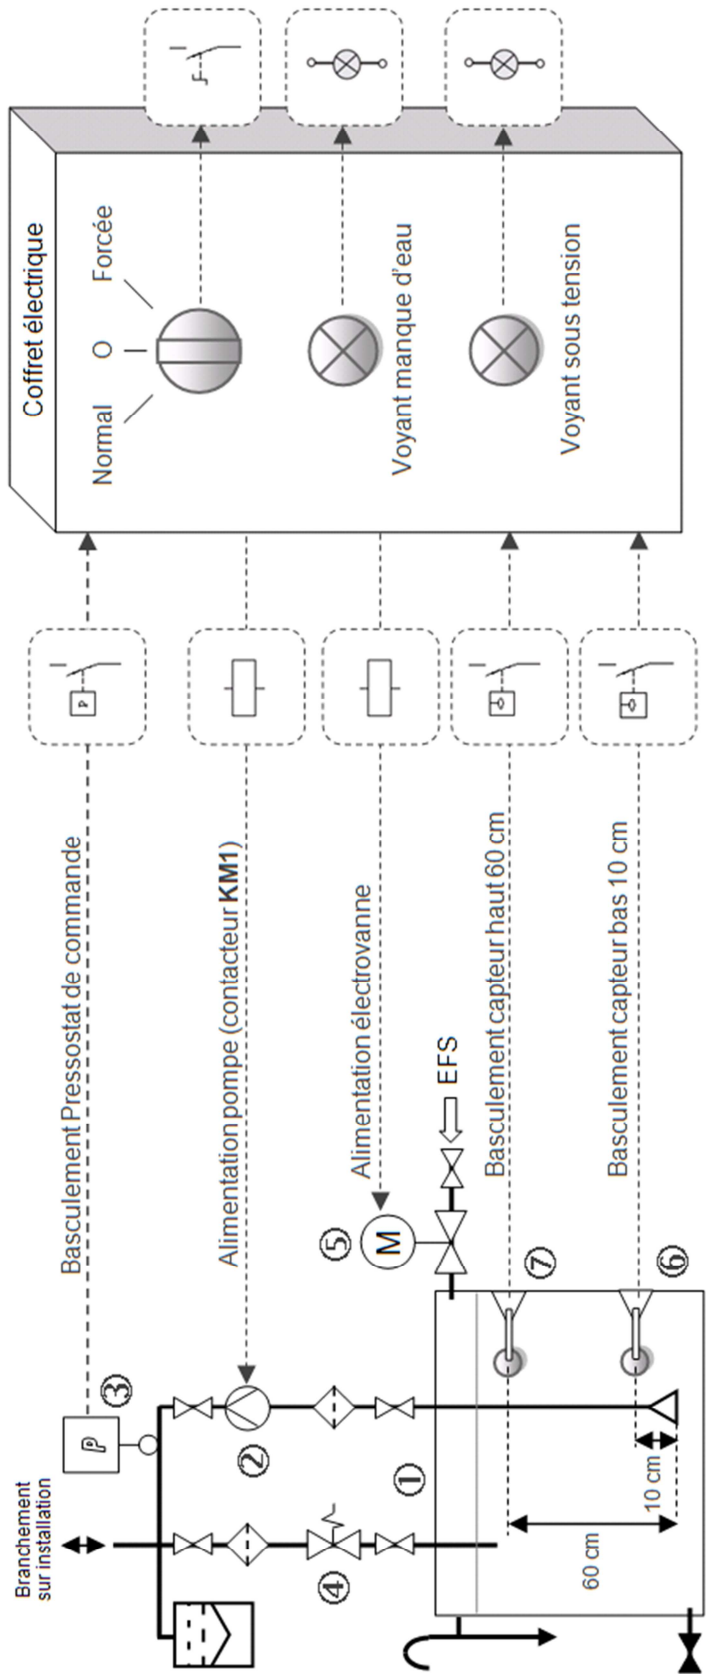 Coffret électrique
Normal
O
Forcée
Voyant manque d'eau
Voyant sous tension
Basculement Pressostat de commande
P
Alimentation pompe (contacteur KM1)
Alimentation électrovanne
Basculement capteur haut 60 cm
Basculement capteur bas 10 cm
Branchement
sur installation
P
③
②
④
①
⑤
M
EFS
⑦
⑥
60 cm
10 cm